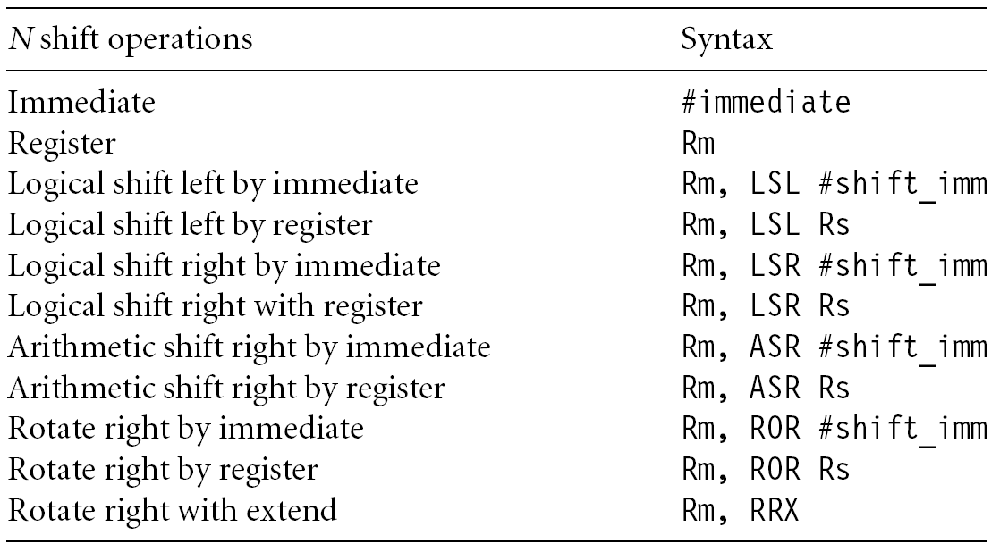 N shift operations Syntax
Immediate #immediate
Register Rm
Logical shift left by immediate Rm, LSL #shift_imm
Logical shift left by register Rm, LSL Rs
Logical shift right by immediate Rm, LSR #shift_imm
Logical shift right with register Rm, LSR Rs
Arithmetic shift right by immediate Rm, ASR #shift_imm
Arithmetic shift right by register Rm, ASR Rs
Rotate right by immediate Rm, ROR #shift_imm
Rotate right by register Rm, ROR Rs
Rotate right with extend Rm, RRX